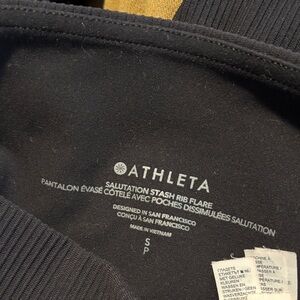 ATHLETA
SALUTATION STASH RIB FLARE
PANTALON ÉVASÉ CÔTELÉ AVEC POCHES DISSIMULÉES SALUTATION
DESIGNED IN SAN FRANCISCO
CONÇU À SAN FRANCISCO
MADE IN VIETNAM
S
P